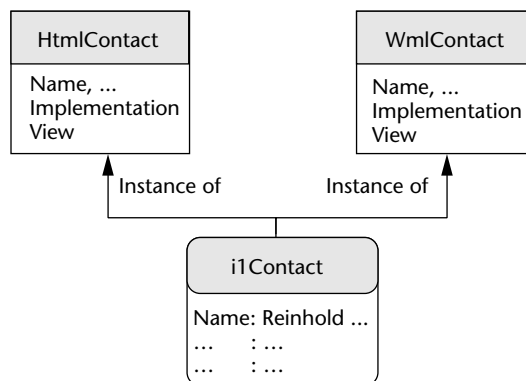 HtmlContact
Name, ...
Implementation
View
WmlContact
Name, ...
Implementation
View
Instance of
Instance of
i1Contact
Name: Reinhold ...
... : ...
... : ...